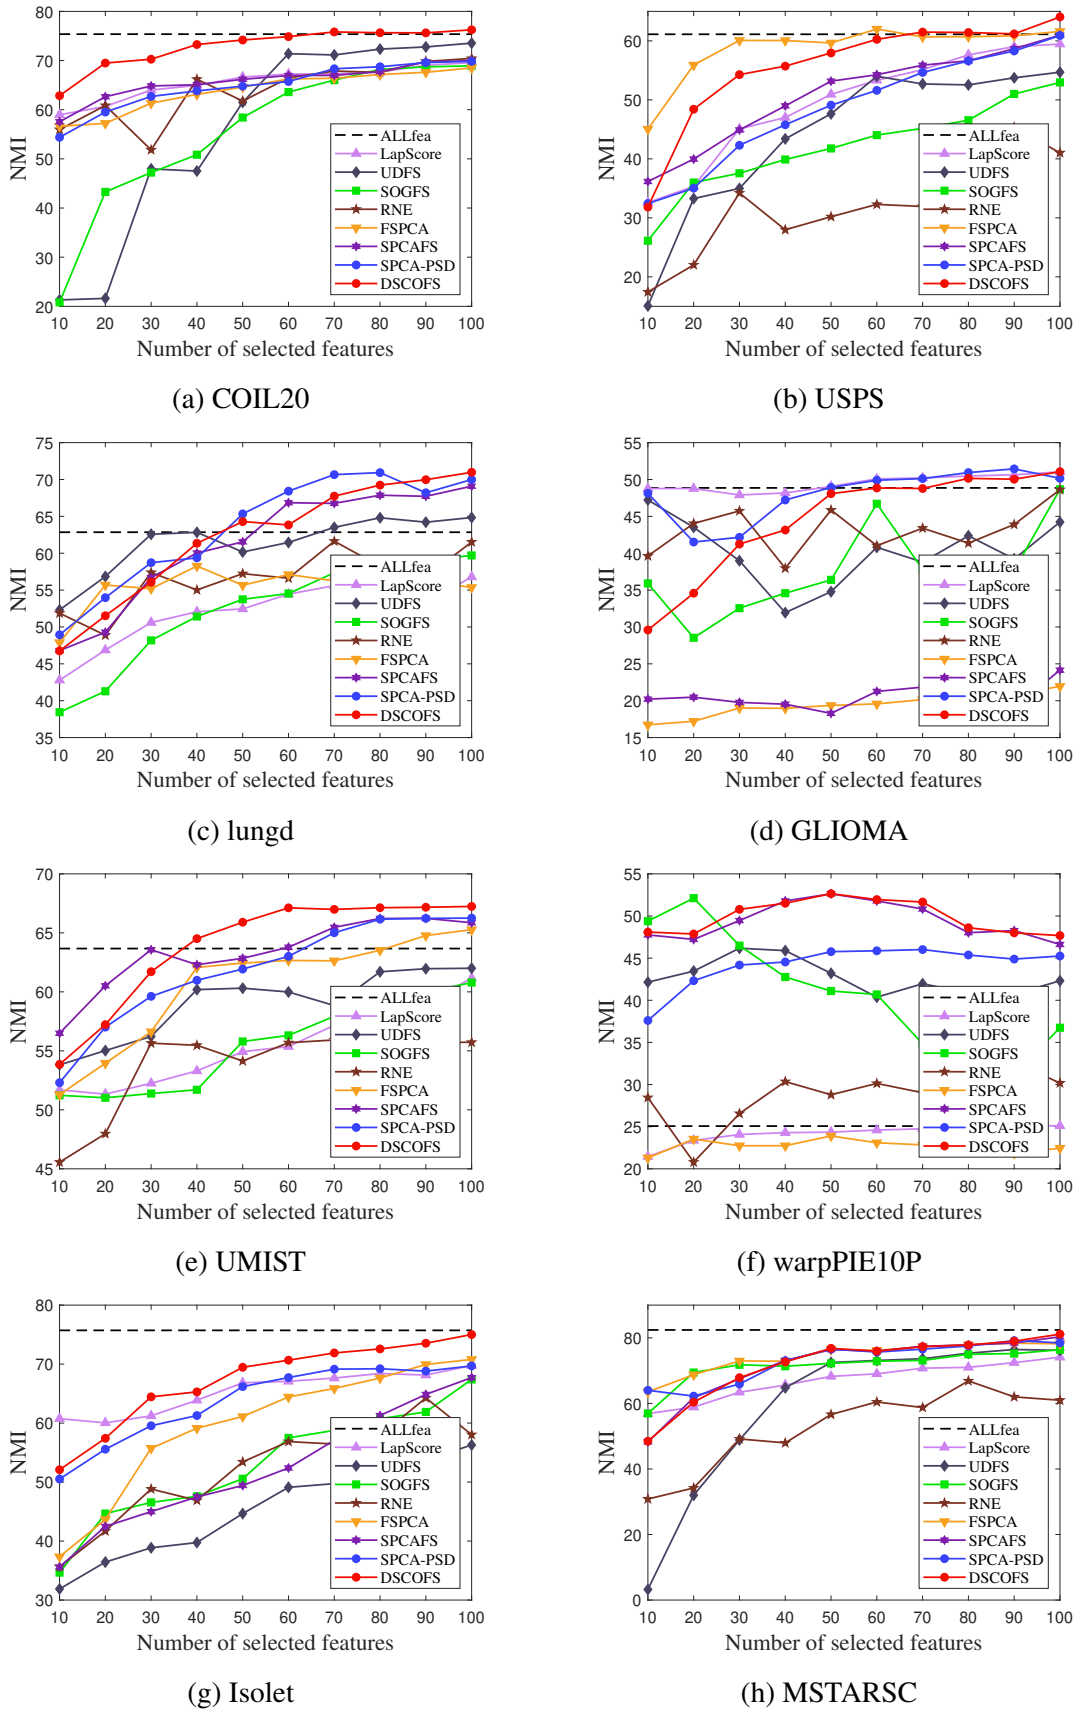 80
70
60
50
40
30
20
NMI
10 20 30 40 50 60 70 80 90 100
Number of selected features
ALLfea
LapScore
UDFS
SOGFS
RNE
FSPCA
SPCAFS
SPCA-PSD
DSCOFS
(a) COIL20
60
50
40
30
20
NMI
10 20 30 40 50 60 70 80 90 100
Number of selected features
ALLfea
LapScore
UDFS
SOGFS
RNE
FSPCA
SPCAFS
SPCA-PSD
DSCOFS
(b) USPS
75
70
65
60
55
50
45
40
35
NMI
10 20 30 40 50 60 70 80 90 100
Number of selected features
ALLfea
LapScore
UDFS
SOGFS
RNE
FSPCA
SPCAFS
SPCA-PSD
DSCOFS
(c) lungd
55
50
45
40
35
30
25
20
15
NMI
10 20 30 40 50 60 70 80 90 100
Number of selected features
ALLfea
LapScore
UDFS
SOGFS
RNE
FSPCA
SPCAFS
SPCA-PSD
DSCOFS
(d) GLIOMA
70
65
60
55
50
45
NMI
10 20 30 40 50 60 70 80 90 100
Number of selected features
ALLfea
LapScore
UDFS
SOGFS
RNE
FSPCA
SPCAFS
SPCA-PSD
DSCOFS
(e) UMIST
55
50
45
40
35
30
25
20
NMI
10 20 30 40 50 60 70 80 90 100
Number of selected features
ALLfea
LapScore
UDFS
SOGFS
RNE
FSPCA
SPCAFS
SPCA-PSD
DSCOFS
(f) warpPIE10P
80
70
60
50
40
30
NMI
10 20 30 40 50 60 70 80 90 100
Number of selected features
ALLfea
LapScore
UDFS
SOGFS
RNE
FSPCA
SPCAFS
SPCA-PSD
DSCOFS
(g) Isolet
80
60
40
20
0
NMI
10 20 30 40 50 60 70 80 90 100
Number of selected features
ALLfea
LapScore
UDFS
SOGFS
RNE
FSPCA
SPCAFS
SPCA-PSD
DSCOFS
(h) MSTARSC